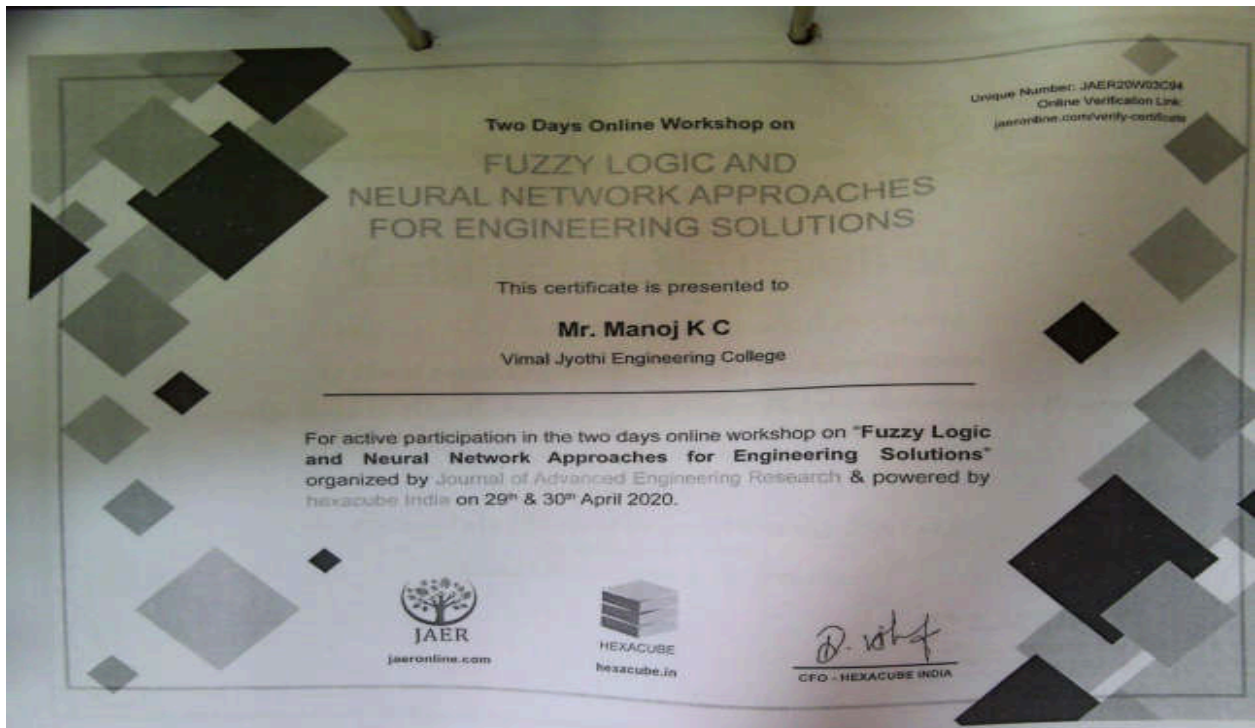 Unique Number: JAER20W03C94
Online Verification Link:
jaeronline.com/verify-certificate
Two Days Online Workshop on
FUZZY LOGIC AND
NEURAL NETWORK APPROACHES
FOR ENGINEERING SOLUTIONS
This certificate is presented to
Mr. Manoj K C
Vimal Jyothi Engineering College
For active participation in the two days online workshop on "Fuzzy Logic
and Neural Network Approaches for Engineering Solutions"
organized by Journal of Advanced Engineering Research & powered by
hexacube India on 29th & 30th April 2020.
JAER
jaeronline.com
HEXACUBE
hexacube.in
CFO - HEXACUBE INDIA